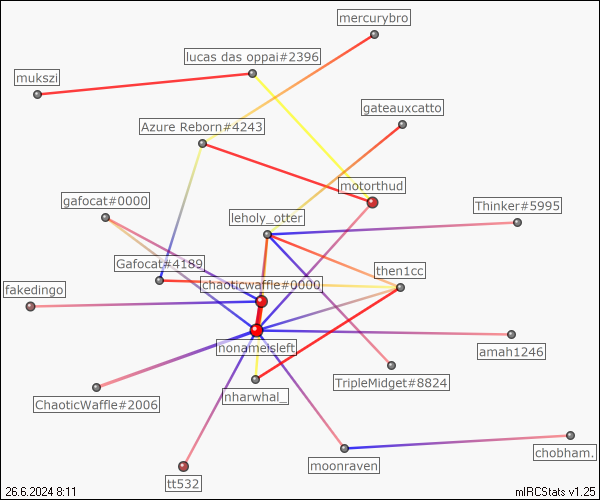 mercurybro
lucas das oppai#2396
mukszi
gateauxcatto
Azure Reborn#4243
motorthud
gafocat#0000
Thinker#5995
leholy_otter
Gafocat#4189
then1cc
chaoticwaffle#0000
fakedingo
nonameisleft
amah1246
TripleMidget#8824
nharwhal_
ChaoticWaffle#2006
chobham.
moonraven
tt532
26.6.2024 8:11
mIRCStats v1.25